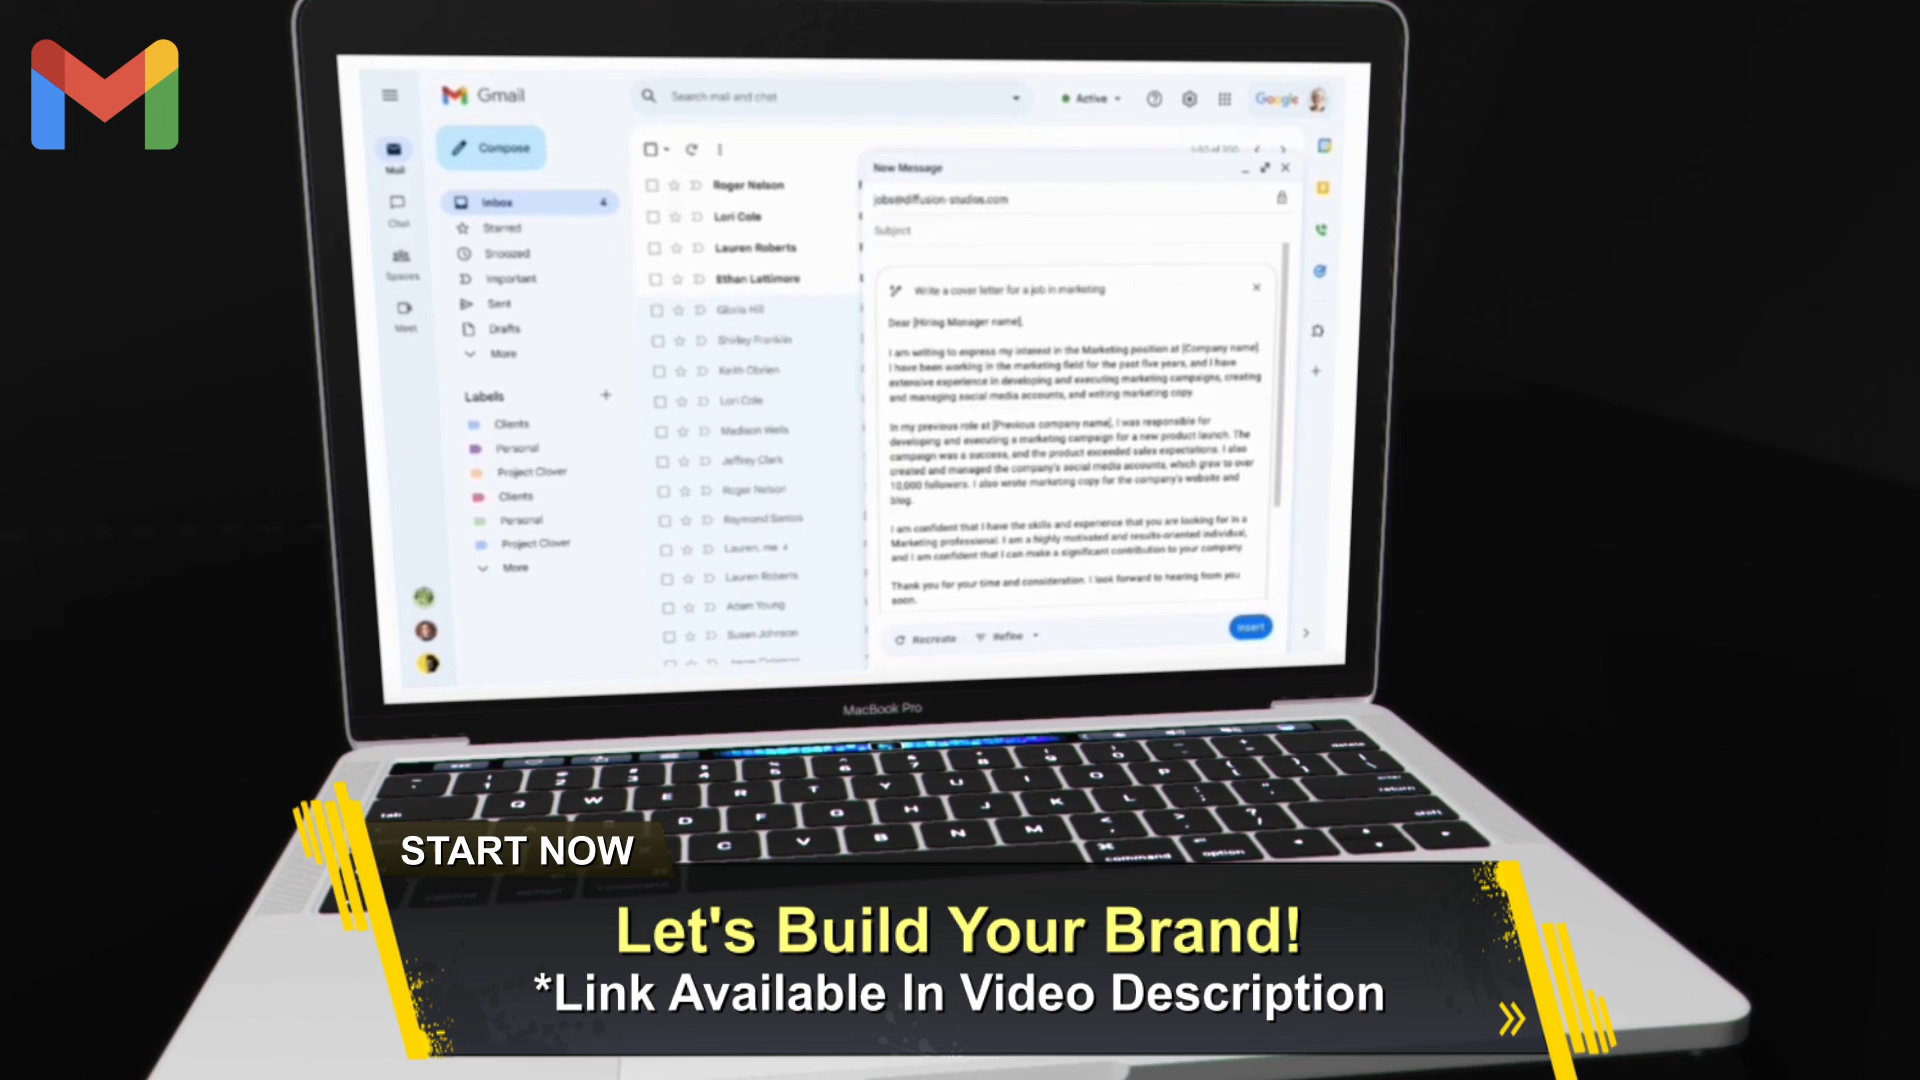 Gmail
Search mail and chat
Active
Google
Compose
Mail
Chat
Spaces
Meet
Inbox 4
Starred
Snoozed
Important
Sent
Drafts
More
Labels
Clients
Personal
Project Clover
Clients
Personal
Project Clover
More
1-50 of 300
Roger Nelson
Lori Cole
Lauren Roberts
Ethan Lattimore
Gloria Hill
Shirley Franklin
Keith Obrien
Lori Cole
Madison Wells
Jeffrey Clark
Roger Nelson
Raymond Santos
Lauren, me 4
Lauren Roberts
Adam Young
Susan Johnson
New Message
jobs@diffusion-studios.com
Subject
Write a cover letter for a job in marketing
Dear [Hiring Manager name],
I am writing to express my interest in the Marketing position at [Company name].
I have been working in the marketing field for the past five years, and I have
extensive experience in developing and executing marketing campaigns, creating
and managing social media accounts, and writing marketing copy.
In my previous role at [Previous company name], I was responsible for
developing and executing a marketing campaign for a new product launch. The
campaign was a success, and the product exceeded sales expectations. I also
created and managed the company's social media accounts, which grew to over
10,000 followers. I also wrote marketing copy for the company's website and
blog.
I am confident that I have the skills and experience that you are looking for in a
Marketing professional. I am a highly motivated and results-oriented individual,
and I am confident that I can make a significant contribution to your company.
Thank you for your time and consideration. I look forward to hearing from you
soon.
Recreate
Refine
Insert
MacBook Pro
delete
tab Q W E R T Y U I O P
return
D F G H J K L
shift
C V B N M
command option
START NOW
Let's Build Your Brand!
*Link Available In Video Description